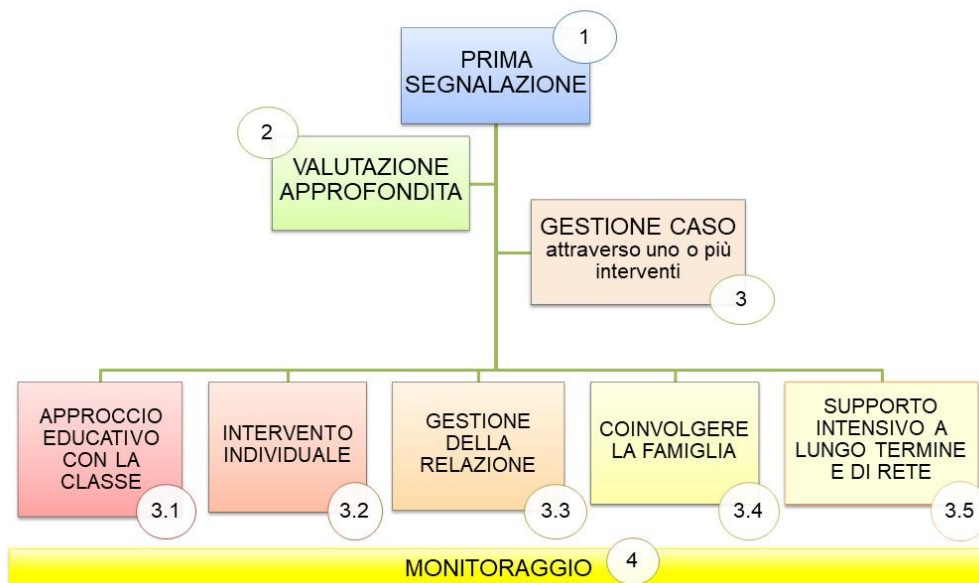 1
PRIMA
SEGNALAZIONE
2
VALUTAZIONE
APPROFONDITA
GESTIONE CASO
attraverso uno o più
interventi
3
APPROCCIO
EDUCATIVO
CON LA
CLASSE
3.1
INTERVENTO
INDIVIDUALE
3.2
GESTIONE
DELLA
RELAZIONE
3.3
COINVOLGERE
LA FAMIGLIA
3.4
SUPPORTO
INTENSIVO A
LUNGO TERMINE
E DI RETE
3.5
MONITORAGGIO 4